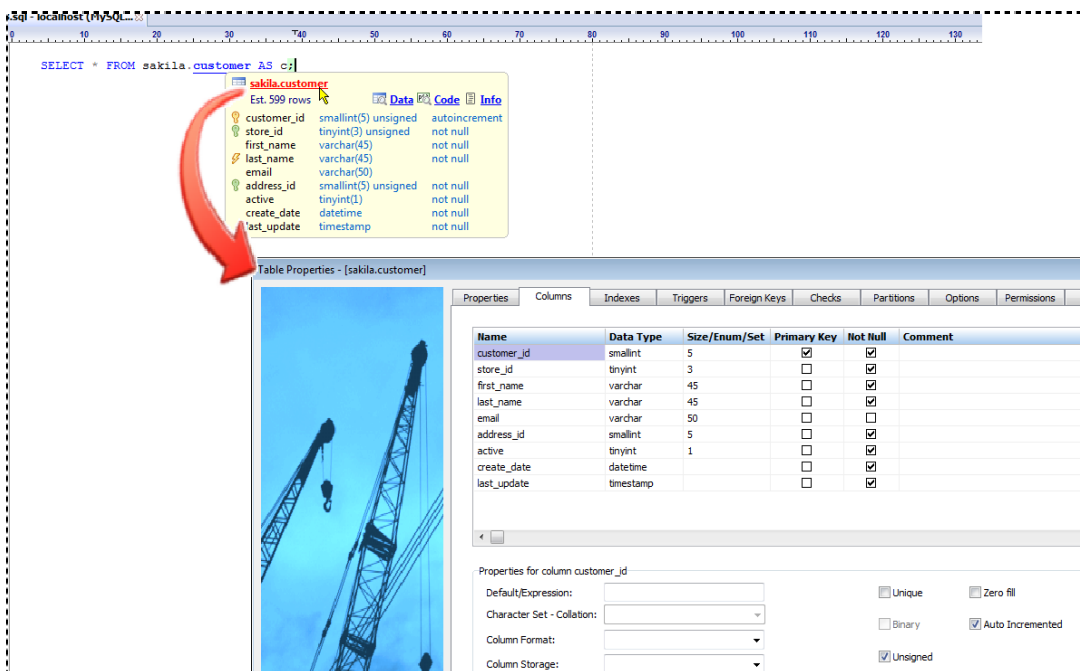 .sql - localhost (MySQL...
0 10 20 30 40 50 60 70 80 90 100 110 120 130
SELECT * FROM sakila.customer AS c;
sakila.customer
Est. 599 rows Data Code Info
customer_id smallint(5) unsigned autoincrement
store_id tinyint(3) unsigned not null
first_name varchar(45) not null
last_name varchar(45) not null
email varchar(50)
address_id smallint(5) unsigned not null
active tinyint(1) not null
create_date datetime not null
last_update timestamp not null
Table Properties - [sakila.customer]
Properties Columns Indexes Triggers Foreign Keys Checks Partitions Options Permissions
Name Data Type Size/Enum/Set Primary Key Not Null Comment
customer_id smallint 5
store_id tinyint 3
first_name varchar 45
last_name varchar 45
email varchar 50
address_id smallint 5
active tinyint 1
create_date datetime
last_update timestamp
Properties for column customer_id
Default/Expression: Unique Zero fill
Character Set - Collation: Binary Auto Incremented
Column Format:
Column Storage: Unsigned